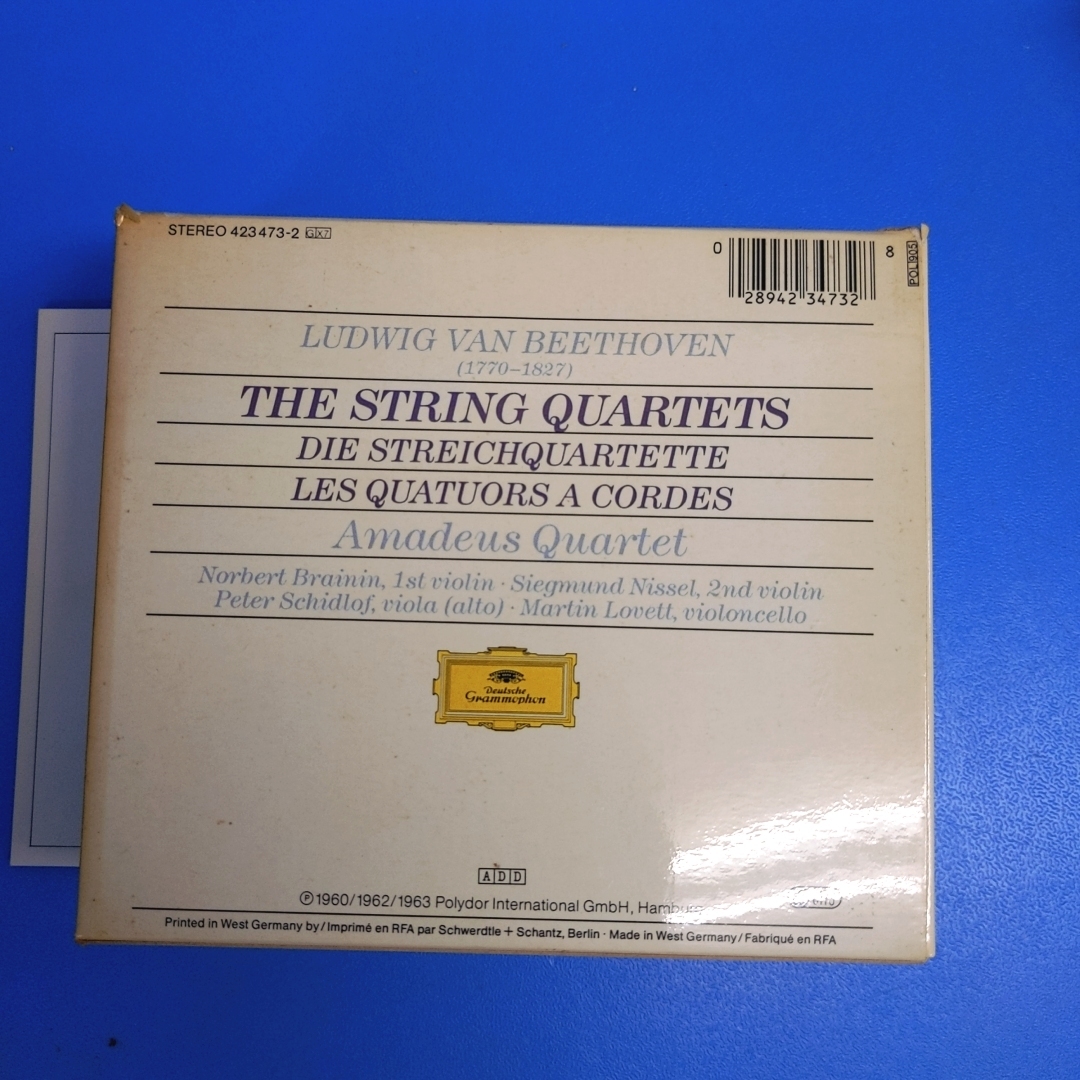 STEREO 423 473-2 GX7
0 28942 34732 8
POL 1905
LUDWIG VAN BEETHOVEN
(1770–1827)
THE STRING QUARTETS
DIE STREICHQUARTETTE
LES QUATUORS A CORDES
Amadeus Quartet
Norbert Brainin, 1st violin · Siegmund Nissel, 2nd violin
Peter Schidlof, viola (alto) · Martin Lovett, violoncello
Deutsche
Grammophon
ADD
℗ 1960/1962/1963 Polydor International GmbH, Hamburg
Printed in West Germany by/Imprimé en RFA par Schwerdtle + Schantz, Berlin · Made in West Germany/Fabriqué en RFA